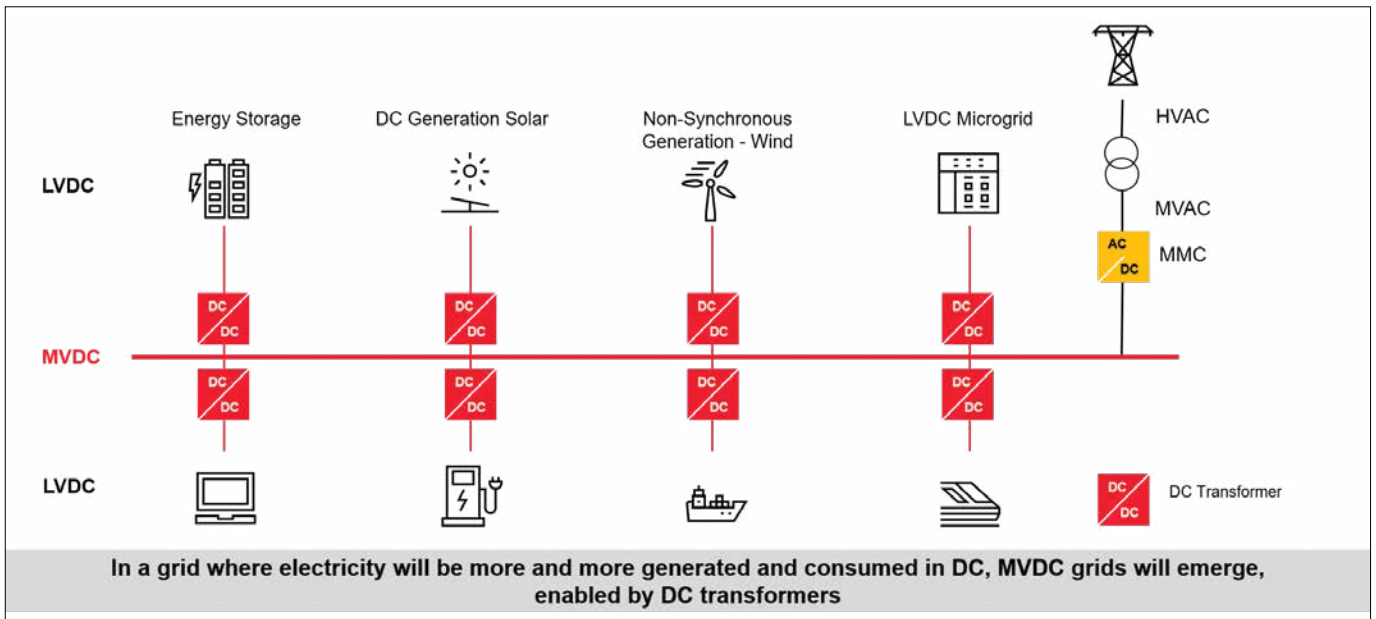 HVAC
Energy Storage
DC Generation Solar
Non-Synchronous
Generation - Wind
LVDC Microgrid
LVDC
MVAC
AC
DC
MMC
DC
DC
DC
DC
DC
DC
DC
DC
MVDC
DC
DC
DC
DC
DC
DC
DC
DC
LVDC
DC
DC
DC Transformer
In a grid where electricity will be more and more generated and consumed in DC, MVDC grids will emerge,
enabled by DC transformers